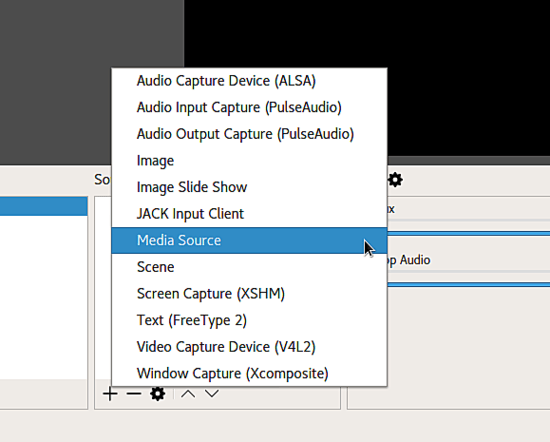 Audio Capture Device (ALSA)
Audio Input Capture (PulseAudio)
Audio Output Capture (PulseAudio)
Image
So
Image Slide Show
JACK Input Client
ux
Media Source
op Audio
Scene
Screen Capture (XSHM)
Text (FreeType 2)
Video Capture Device (V4L2)
Window Capture (Xcomposite)